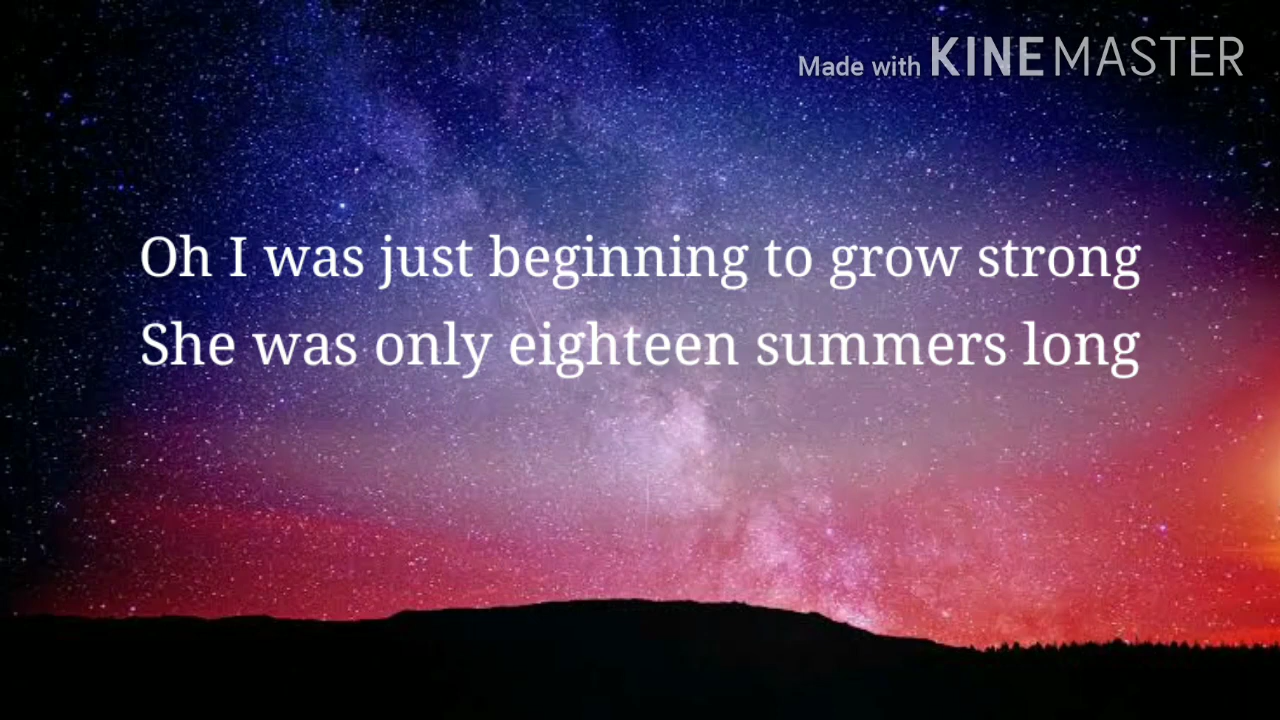 Made with KINEMASTER
Oh I was just beginning to grow strong
She was only eighteen summers long